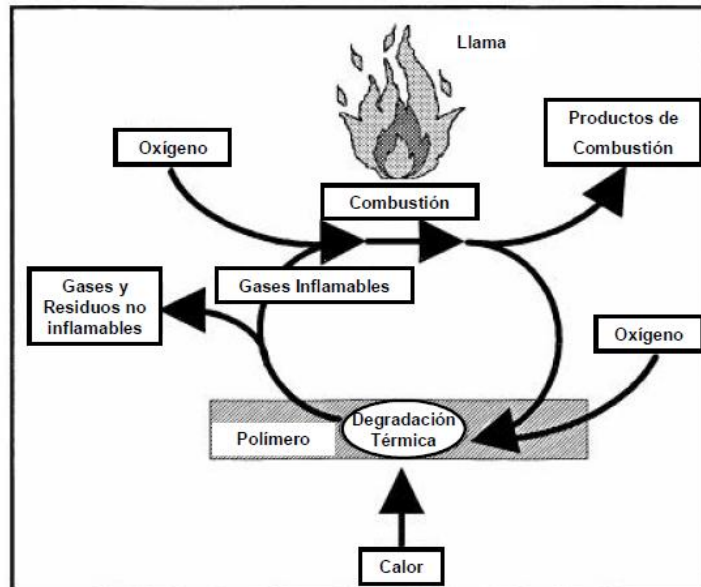 Llama
Oxígeno
Productos de
Combustión
Combustión
Gases y
Residuos no
inflamables
Gases Inflamables
Oxígeno
Degradación
Térmica
Polímero
Calor